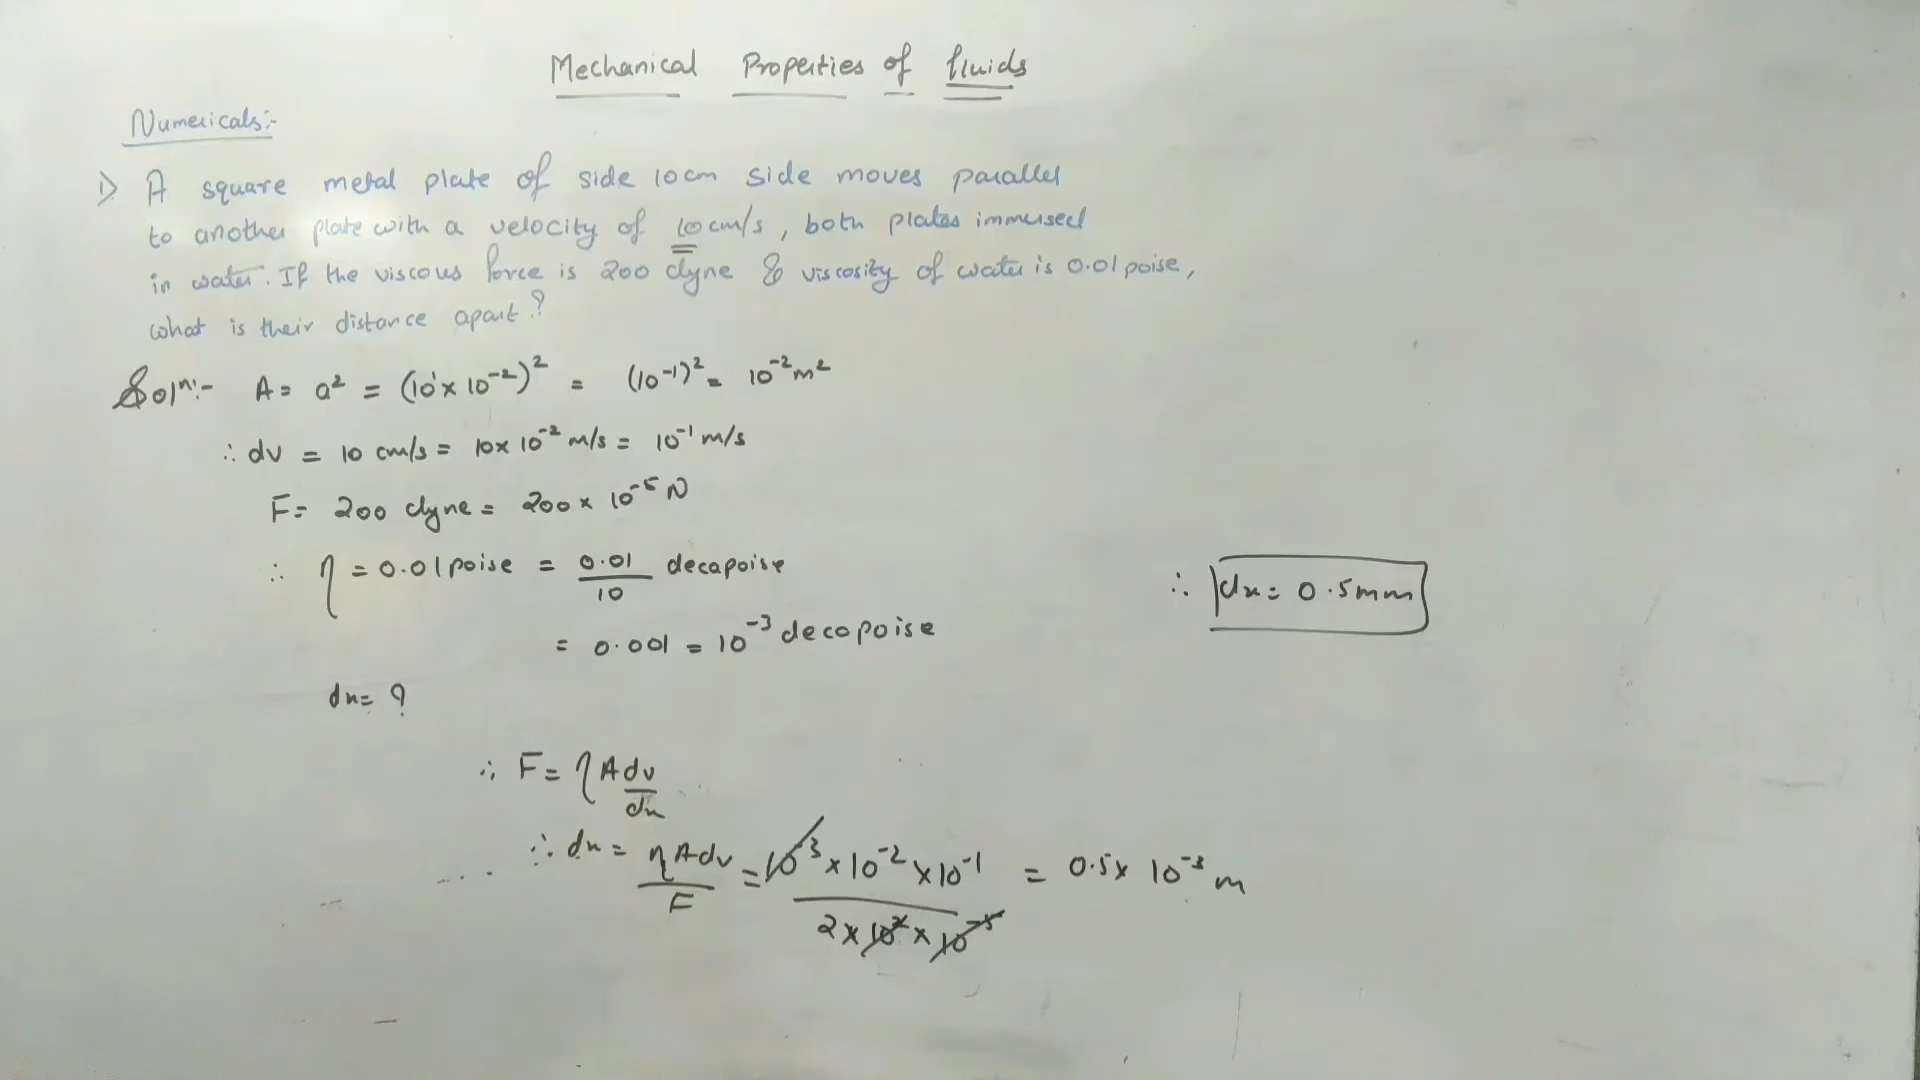 Mechanical Properties of fluids
Numericals:-
1) A square metal plate of side 10cm side moves parallel
to another plate with a velocity of 10cm/s, both plates immersed
in water. If the viscous force is 200 dyne & viscosity of water is 0.01 poise,
what is their distance apart?
Solⁿ:- A = a² = (10¹ x 10⁻²)² = (10⁻¹)² = 10⁻² m²
∴ dv = 10 cm/s = 10x 10⁻² m/s = 10⁻¹ m/s
F = 200 dyne = 200 x 10⁻⁵ N
∴ η = 0.01 poise = 0.01/10 decapoise
= 0.001 = 10⁻³ decapoise
dx = ?
∴ F = η A dv/dx
∴ dx = η A dv/F = 10⁻³ x 10⁻² x 10⁻¹ / 2 x 10² x 10⁻⁵ = 0.5 x 10⁻³ m
∴ dx = 0.5mm